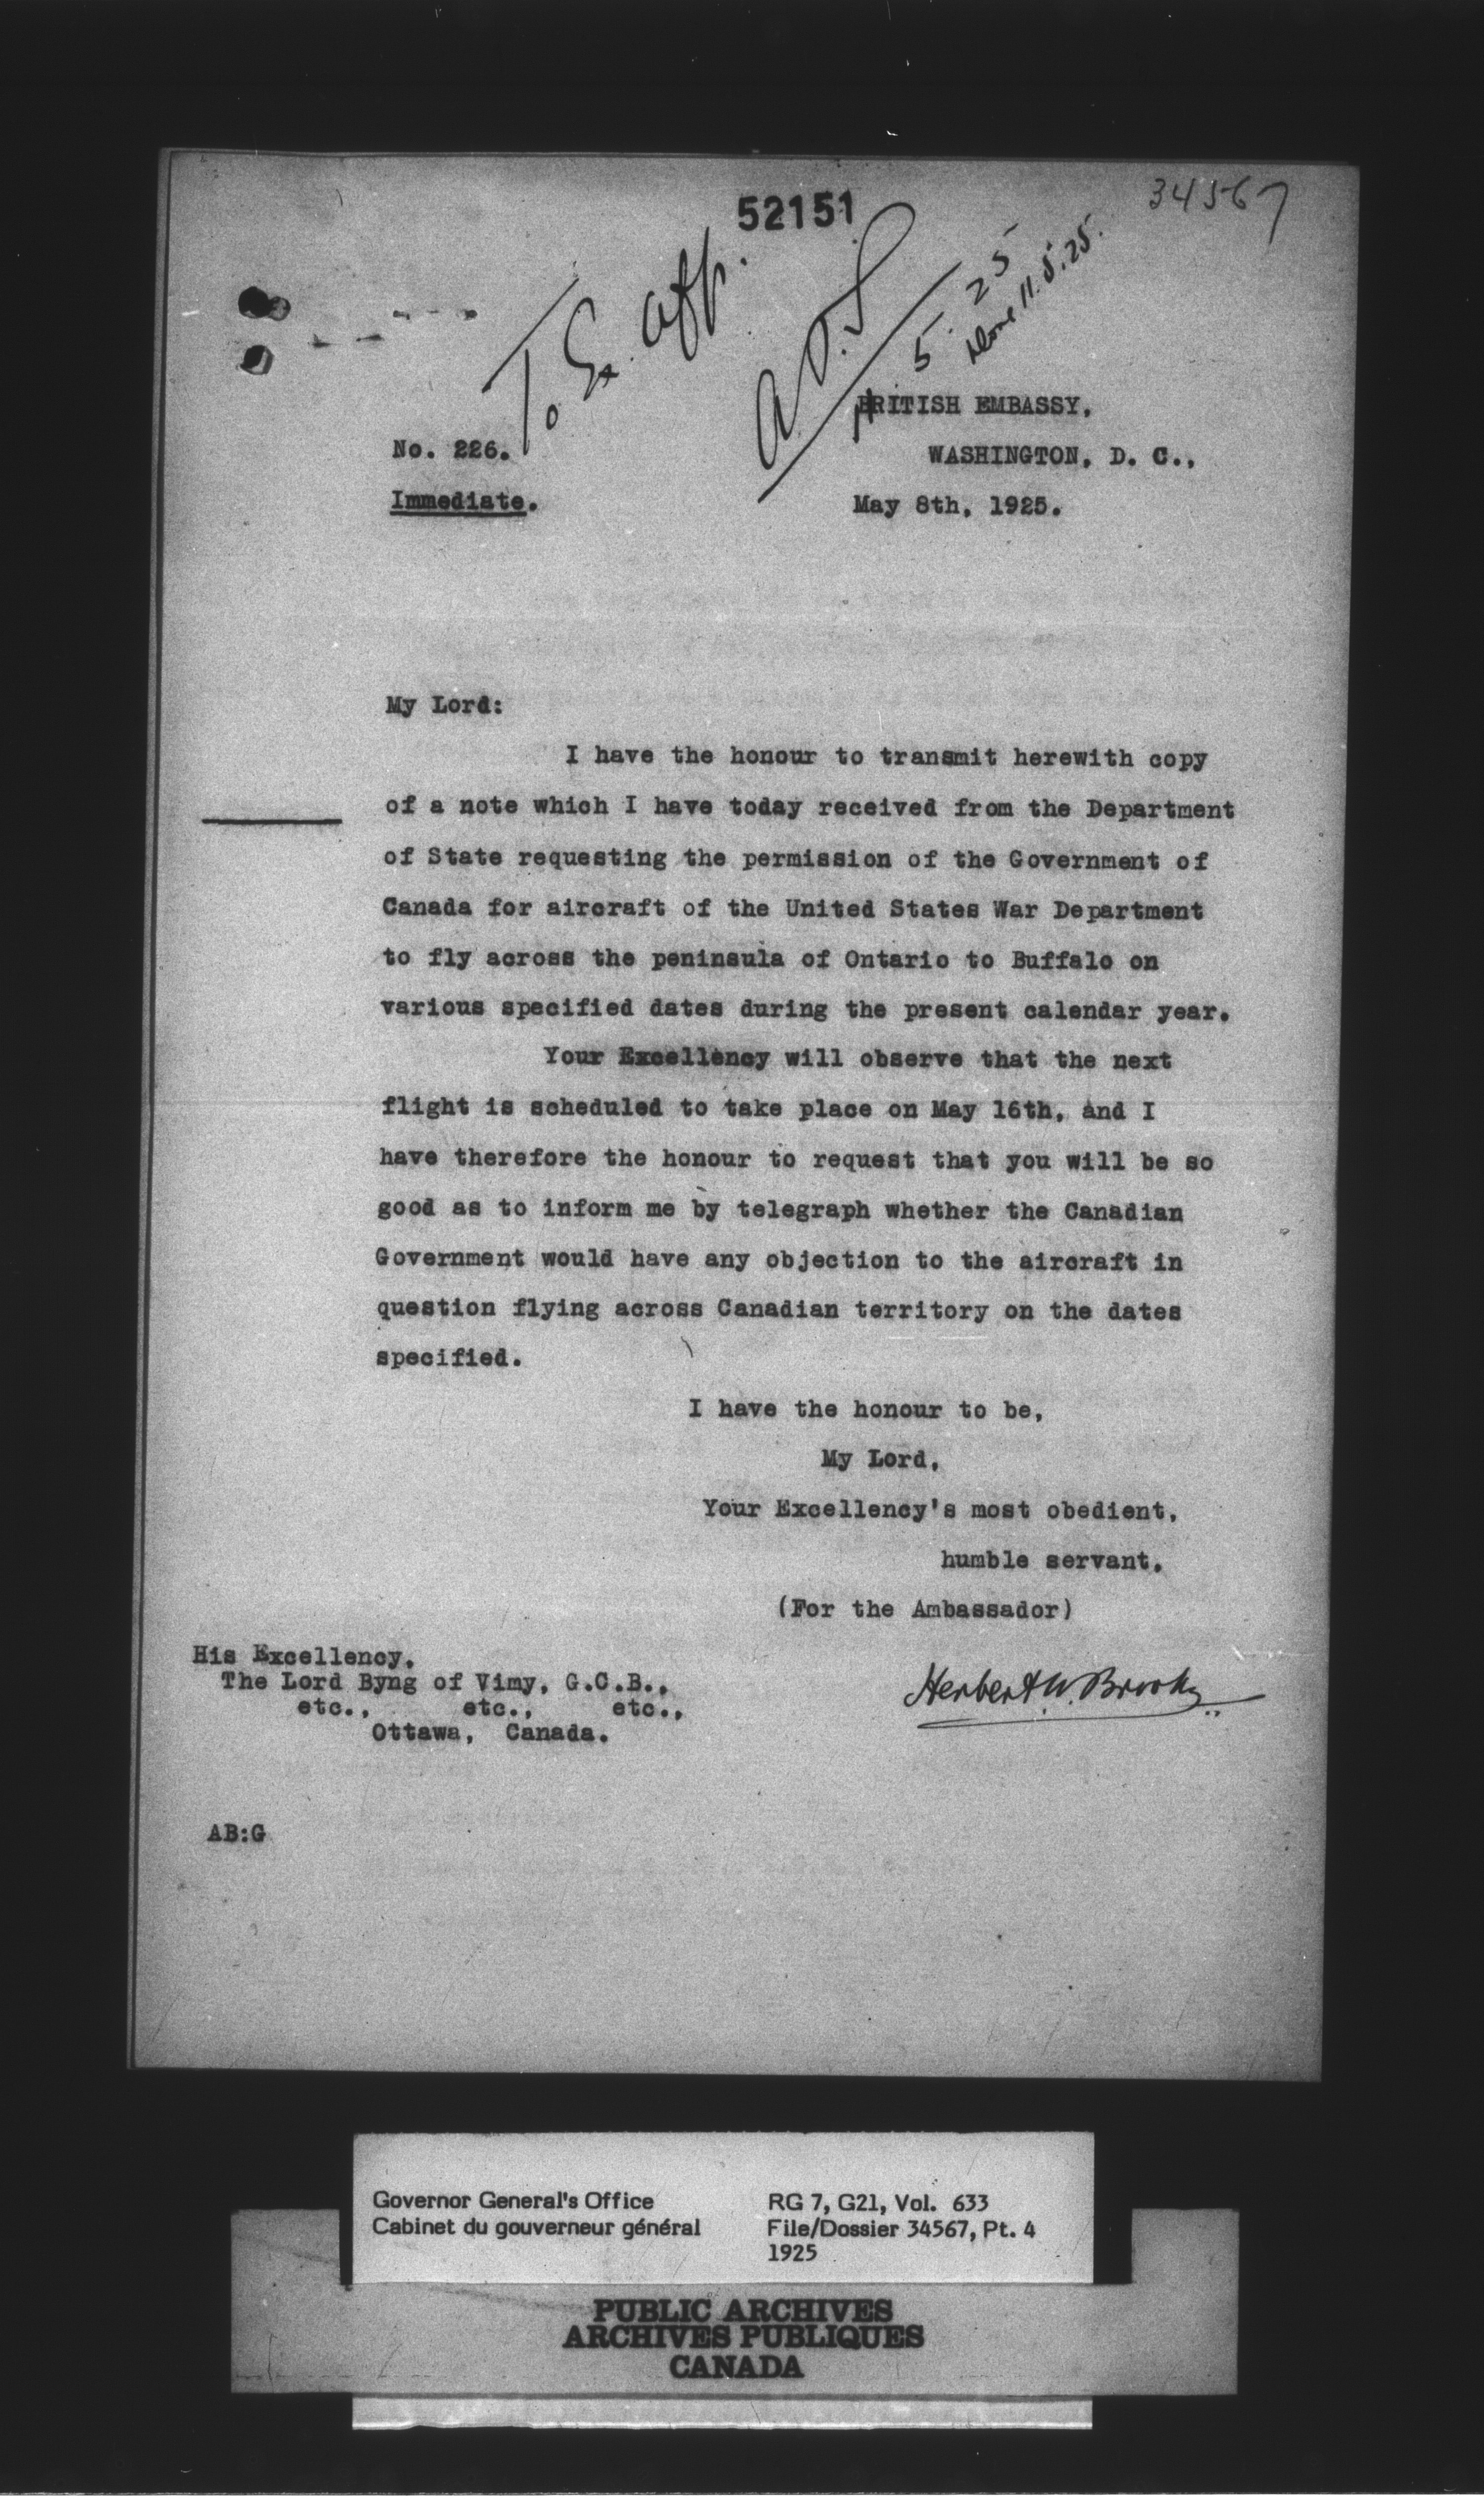 52151
34567
To Ex. Aff.
11.5.25
done 11.5.25.
BRITISH EMBASSY,
No. 226.
WASHINGTON, D. C.,
Immediate.
May 8th, 1925.
My Lord:
I have the honour to transmit herewith copy
of a note which I have today received from the Department
of State requesting the permission of the Government of
Canada for aircraft of the United States War Department
to fly across the peninsula of Ontario to Buffalo on
various specified dates during the present calendar year.
Your Excellency will observe that the next
flight is scheduled to take place on May 16th, and I
have therefore the honour to request that you will be so
good as to inform me by telegraph whether the Canadian
Government would have any objection to the aircraft in
question flying across Canadian territory on the dates
specified.
I have the honour to be,
My Lord,
Your Excellency's most obedient,
humble servant,
(For the Ambassador)
Herbert W. Brooks
His Excellency,
The Lord Byng of Vimy, G.C.B.,
etc., etc., etc.,
Ottawa, Canada.
AB:G
Governor General's Office
Cabinet du gouverneur général
RG 7, G21, Vol. 633
File/Dossier 34567, Pt. 4
1925
PUBLIC ARCHIVES
ARCHIVES PUBLIQUES
CANADA